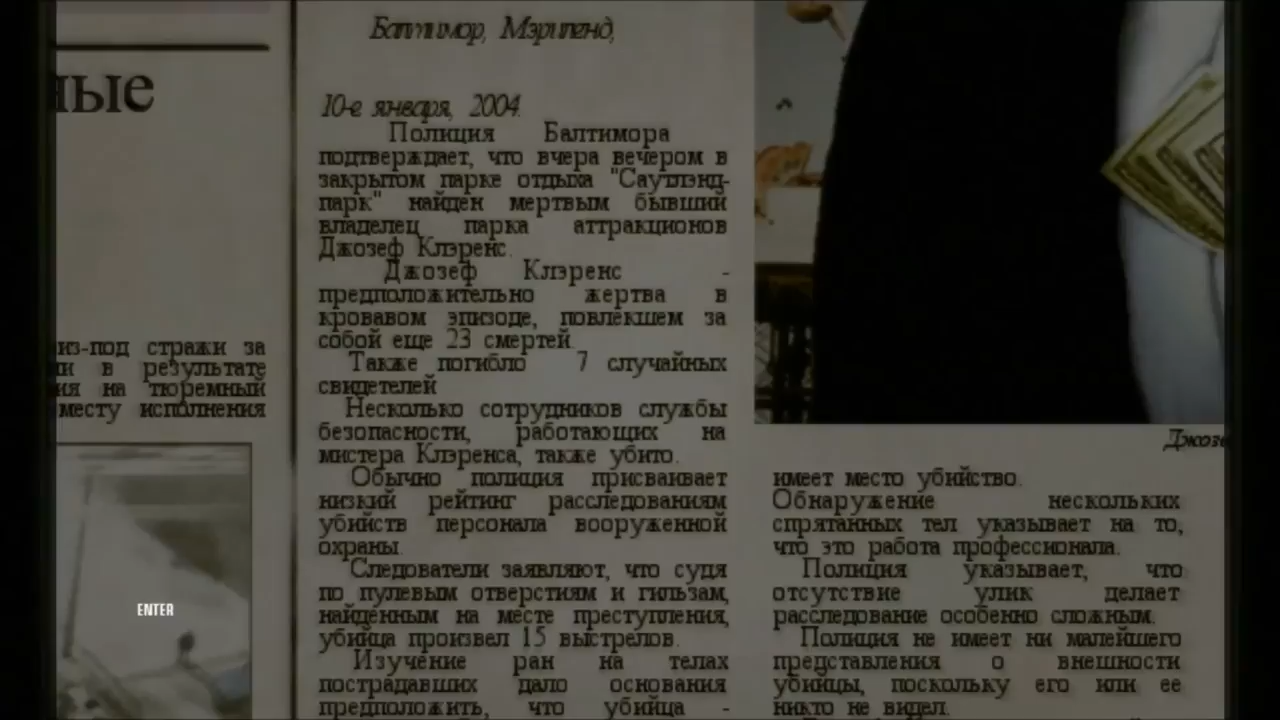 ные
из-под стражи за
в результате
на тюремный
месту исполнения
ENTER
Балтимор, Мэриленд,
10-е января, 2004.
Полиция Балтимора
подтверждает, что вчера вечером в
закрытом парке отдыха "Саутлэнд-
парк" найден мертвым бывший
владелец парка аттракционов
Джозеф Клэренс.
Джозеф Клэренс -
предположительно жертва в
кровавом эпизоде, повлекшем за
собой еще 23 смертей.
Также погибло 7 случайных
свидетелей
Несколько сотрудников службы
безопасности, работающих на
мистера Клэренса, также убито.
Обычно полиция присваивает
низкий рейтинг расследованиям
убийств персонала вооруженной
охраны.
Следователи заявляют, что судя
по пулевым отверстиям и гильзам,
найденным на месте преступления,
убийца произвел 15 выстрелов.
Изучение ран на телах
пострадавших дало основания
предположить, что убийца -
Джозе
имеет место убийство.
Обнаружение нескольких
спрятанных тел указывает на то,
что это работа профессионала.
Полиция указывает, что
отсутствие улик делает
расследование особенно сложным.
Полиция не имеет ни малейшего
представления о внешности
убийцы, поскольку его или ее
никто не видел.